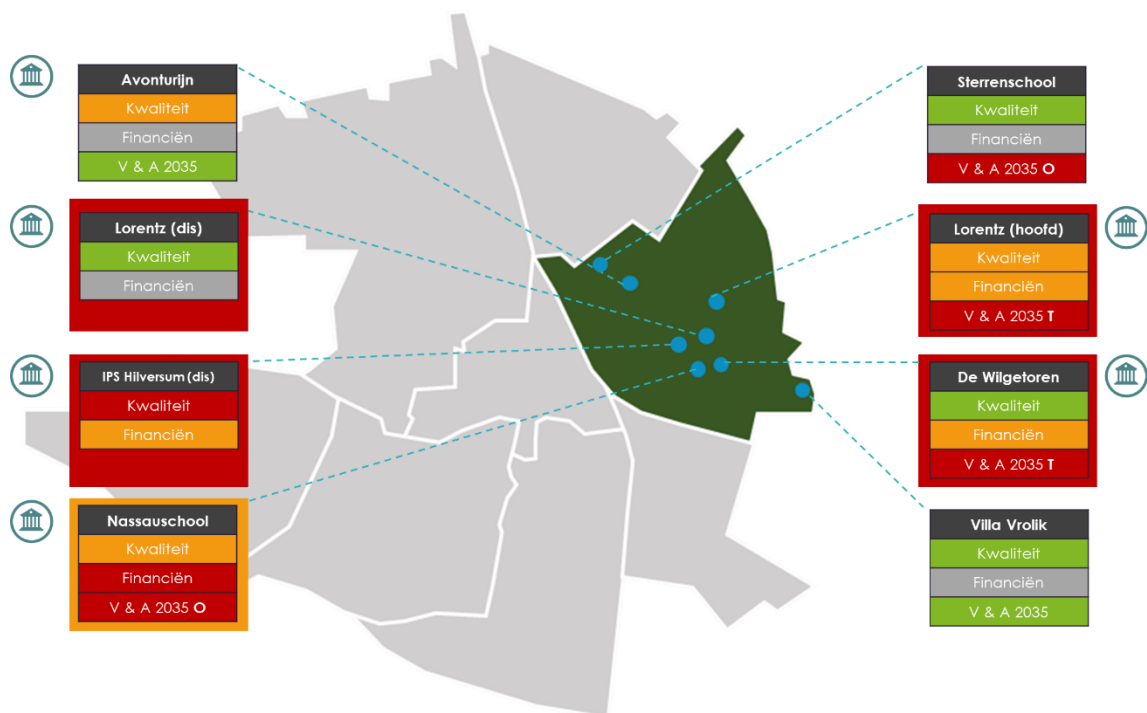 Avonturijn
Kwaliteit
Financiën
V & A 2035
Lorentz (dis)
Kwaliteit
Financiën
IPS Hilversum (dis)
Kwaliteit
Financiën
Nassauschool
Kwaliteit
Financiën
V & A 2035 O
Sterrenschool
Kwaliteit
Financiën
V & A 2035 O
Lorentz (hoofd)
Kwaliteit
Financiën
V & A 2035 T
De Wilgetoren
Kwaliteit
Financiën
V & A 2035 T
Villa Vrolik
Kwaliteit
Financiën
V & A 2035